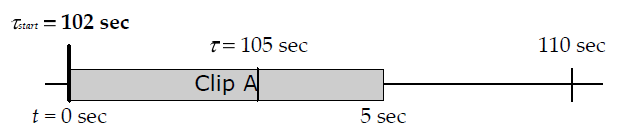 τstart = 102 sec
τ = 105 sec
110 sec
Clip A
t = 0 sec
5 sec